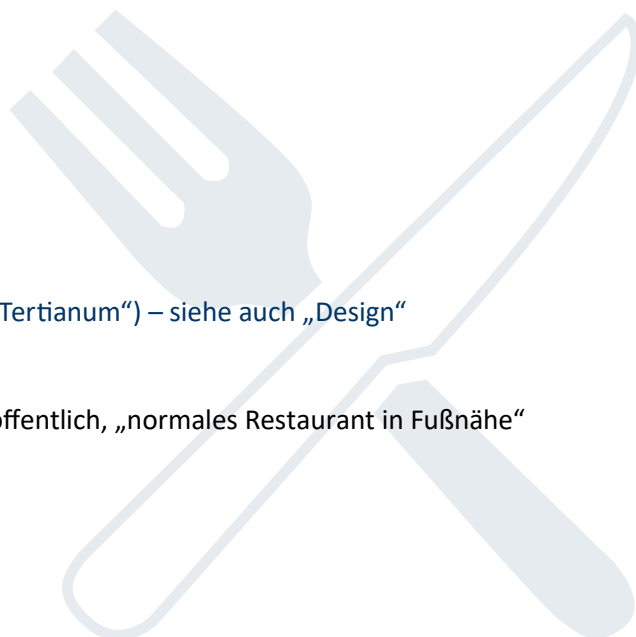 Tertianum“) – siehe auch „Design“
öffentlich, „normales Restaurant in Fußnähe“